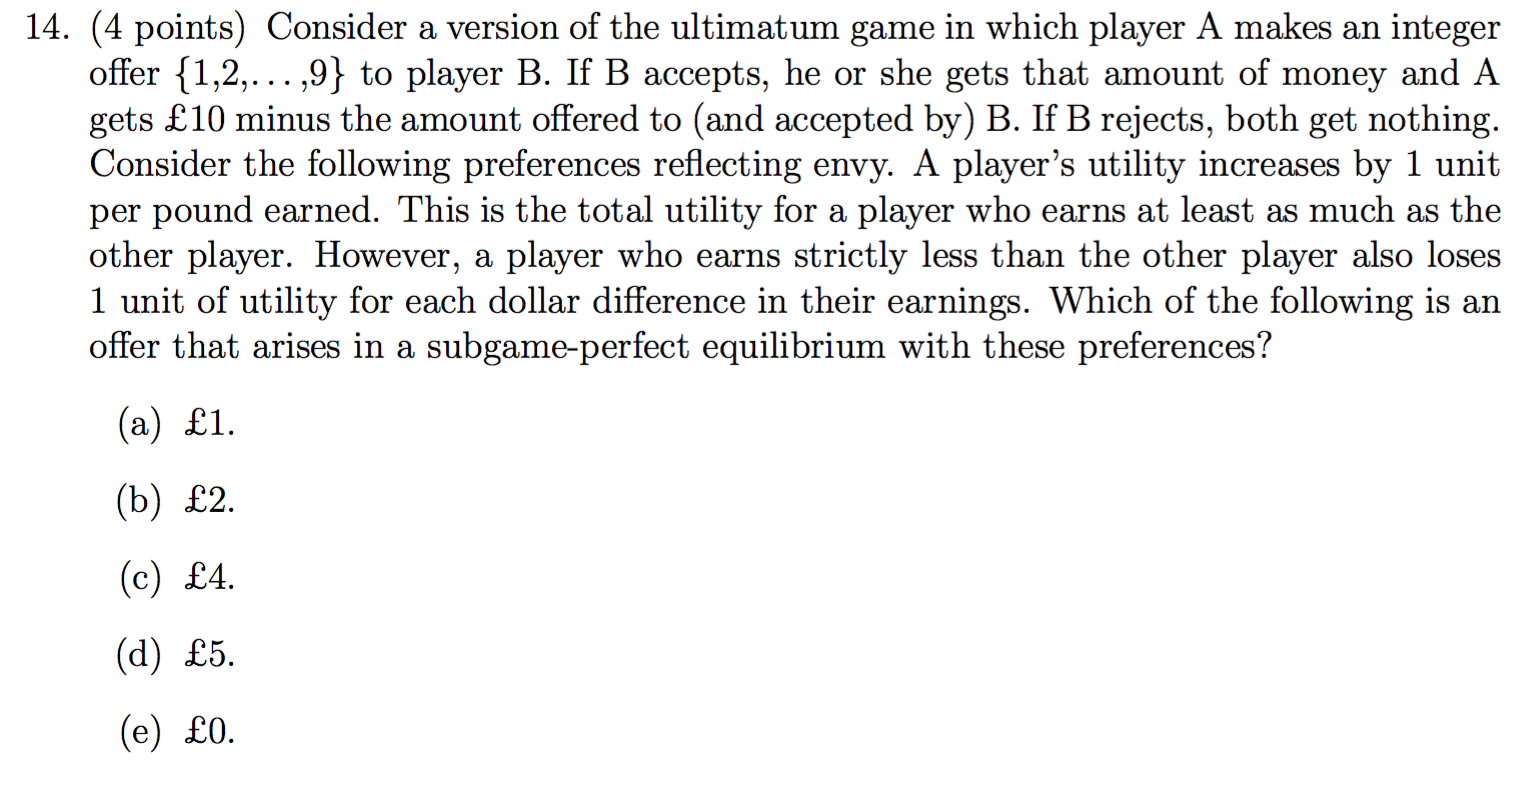 14. (4 points) Consider a version of the ultimatum game in which player A makes an integer
offer {1,2,...,9} to player B. If B accepts, he or she gets that amount of money and A
gets £10 minus the amount offered to (and accepted by) B. If B rejects, both get nothing.
Consider the following preferences reflecting envy. A player's utility increases by 1 unit
per pound earned. This is the total utility for a player who earns at least as much as the
other player. However, a player who earns strictly less than the other player also loses
1 unit of utility for each dollar difference in their earnings. Which of the following is an
offer that arises in a subgame-perfect equilibrium with these preferences?
(a) £1.
(b) £2.
(c) £4.
(d) £5.
(e) £0.